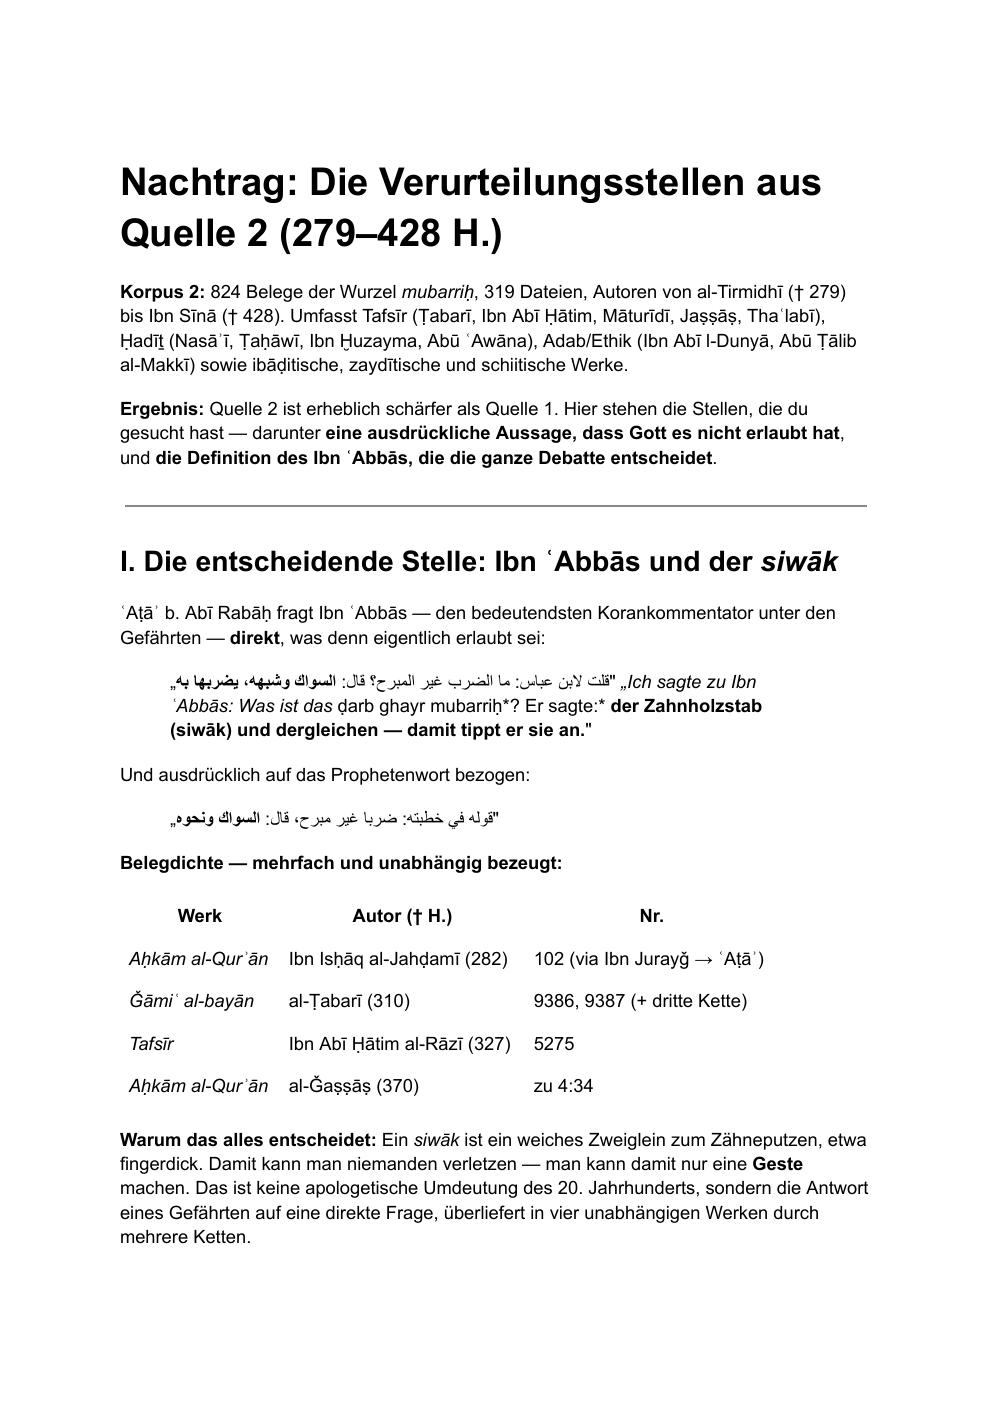 Nachtrag: Die Verurteilungsstellen aus
Quelle 2 (279–428 H.)
Korpus 2: 824 Belege der Wurzel mubarriḥ, 319 Dateien, Autoren von al-Tirmidhī († 279)
bis Ibn Sīnā († 428). Umfasst Tafsīr (Ṭabarī, Ibn Abī Ḥātim, Māturīdī, Jaṣṣāṣ, Thaʿlabī),
Ḥadīṯ (Nasāʾī, Ṭaḥāwī, Ibn Ḫuzayma, Abū ʿAwāna), Adab/Ethik (Ibn Abī l-Dunyā, Abū Ṭālib
al-Makkī) sowie ibāḍitische, zaydītische und schiitische Werke.
Ergebnis: Quelle 2 ist erheblich schärfer als Quelle 1. Hier stehen die Stellen, die du
gesucht hast — darunter eine ausdrückliche Aussage, dass Gott es nicht erlaubt hat,
und die Definition des Ibn ʿAbbās, die die ganze Debatte entscheidet.
I. Die entscheidende Stelle: Ibn ʿAbbās und der siwāk
ʿAṭāʾ b. Abī Rabāḥ fragt Ibn ʿAbbās — den bedeutendsten Korankommentator unter den
Gefährten — direkt, was denn eigentlich erlaubt sei:
„قلت لابن عباس: ما الضرب غير المبرح؟ قال: السواك وشبهه، يضربها به" „Ich sagte zu Ibn
ʿAbbās: Was ist das ḍarb ghayr mubarriḥ*? Er sagte:* der Zahnholzstab
(siwāk) und dergleichen — damit tippt er sie an."
Und ausdrücklich auf das Prophetenwort bezogen:
„قوله في خطبته: ضربا غير مبرح، قال: السواك ونحوه"
Belegdichte — mehrfach und unabhängig bezeugt:
Werk Autor († H.) Nr.
Aḥkām al-Qurʾān Ibn Isḥāq al-Jahḍamī (282) 102 (via Ibn Jurayǧ → ʿAṭāʾ)
Ǧāmiʿ al-bayān al-Ṭabarī (310) 9386, 9387 (+ dritte Kette)
Tafsīr Ibn Abī Ḥātim al-Rāzī (327) 5275
Aḥkām al-Qurʾān al-Ǧaṣṣāṣ (370) zu 4:34
Warum das alles entscheidet: Ein siwāk ist ein weiches Zweiglein zum Zähneputzen, etwa
fingerdick. Damit kann man niemanden verletzen — man kann damit nur eine Geste
machen. Das ist keine apologetische Umdeutung des 20. Jahrhunderts, sondern die Antwort
eines Gefährten auf eine direkte Frage, überliefert in vier unabhängigen Werken durch
mehrere Ketten.